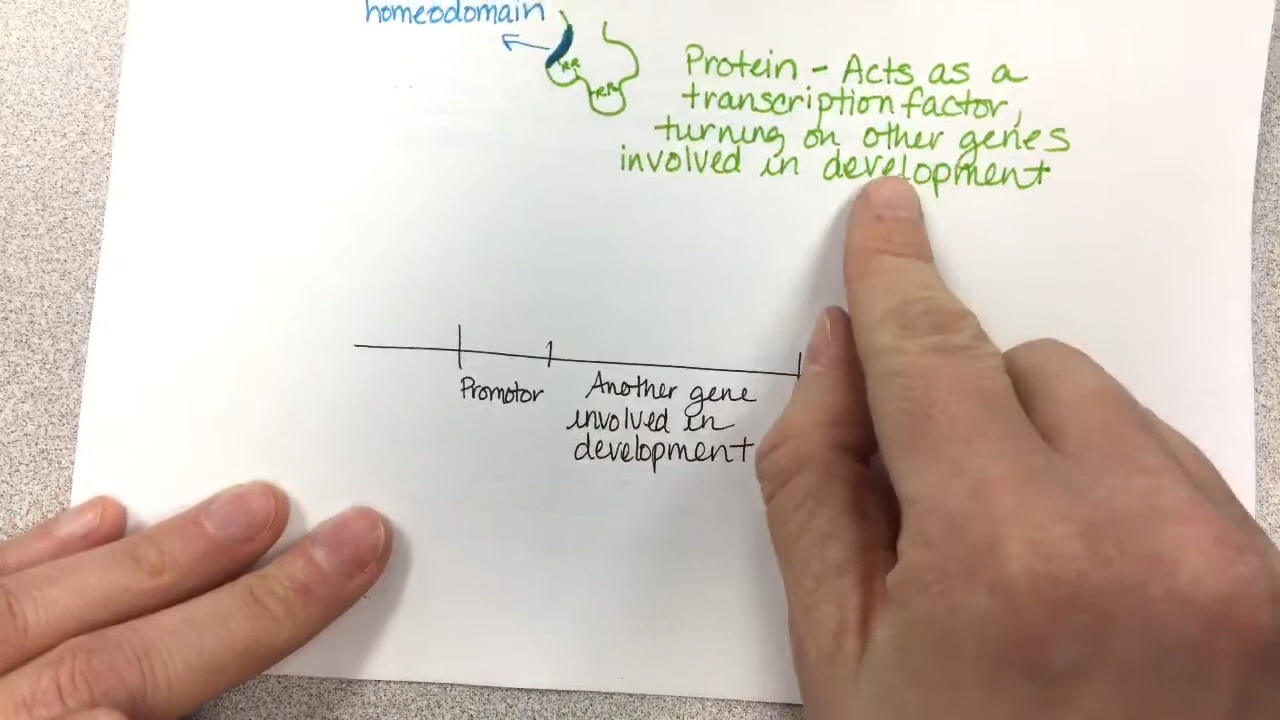 homeodomain
Protein - Acts as a
transcription factor,
turning on other genes
involved in development
Promotor
Another gene
involved in
development